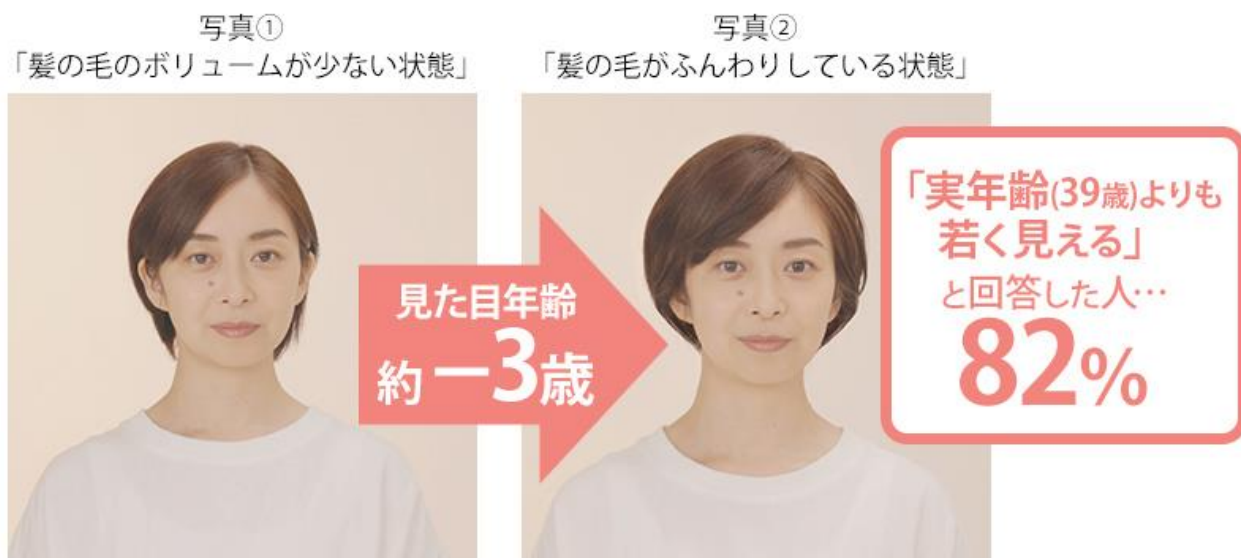 写真①
「髪の毛のボリュームが少ない状態」
写真②
「髪の毛がふんわりしている状態」
見た目年齢
約−3歳
「実年齢(39歳)よりも
若く見える」
と回答した人…
82%